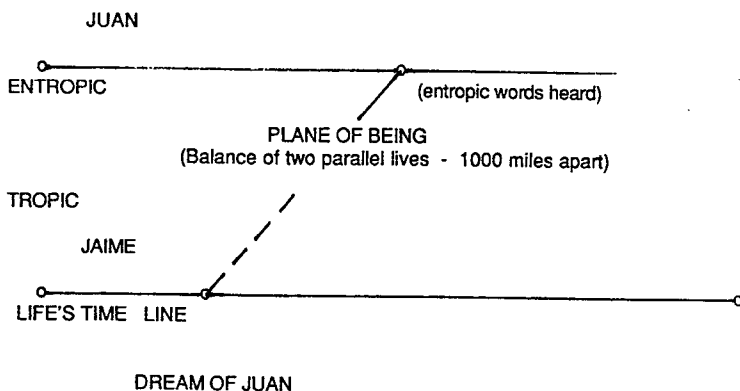 JUAN
ENTROPIC
(entropic words heard)
PLANE OF BEING
(Balance of two parallel lives - 1000 miles apart)
TROPIC
JAIME
LIFE'S TIME LINE
DREAM OF JUAN